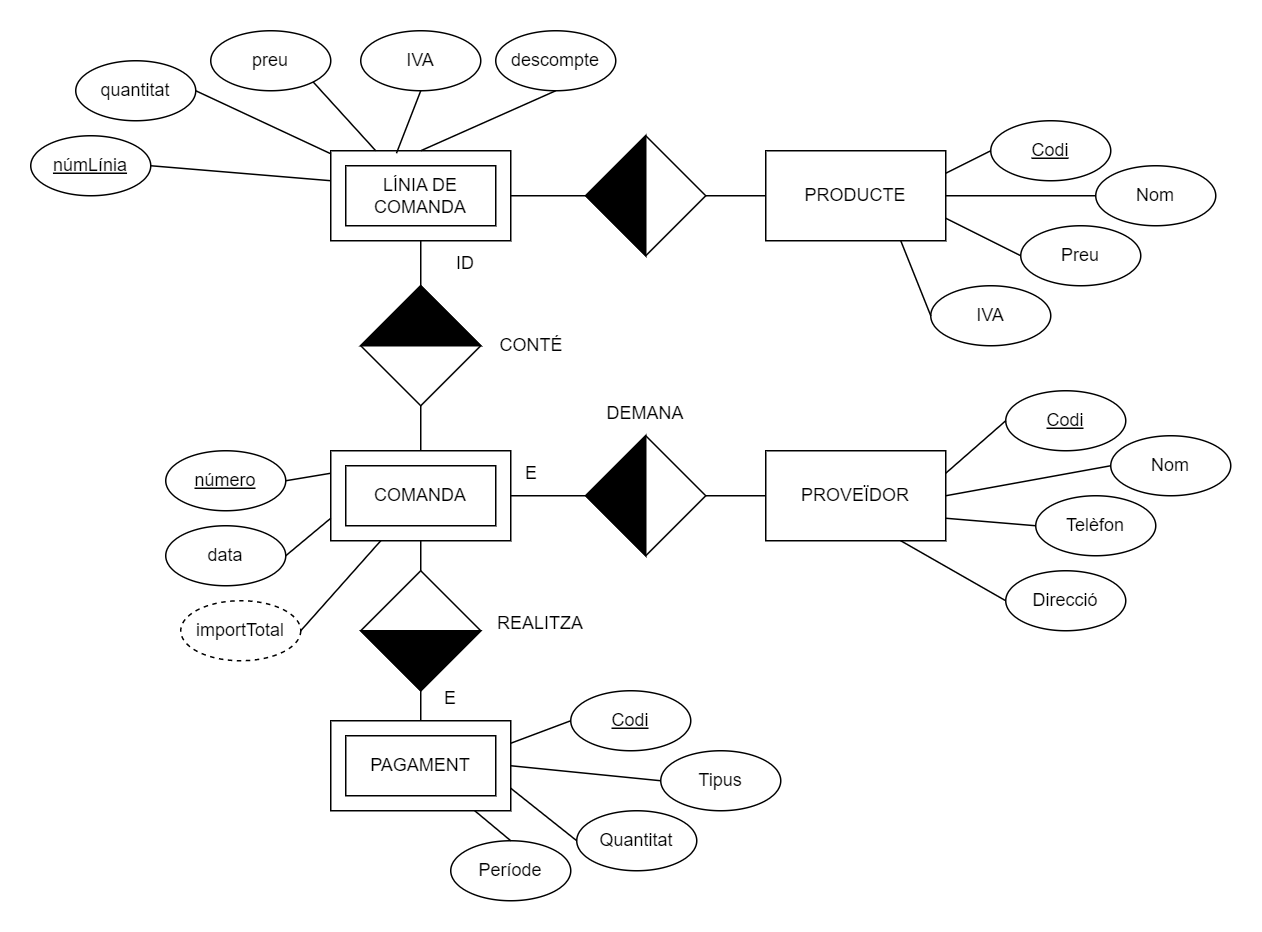 preu
IVA
descompte
quantitat
númLínia
LÍNIA DE
COMANDA
PRODUCTE
Codi
Nom
Preu
IVA
ID
CONTÉ
DEMANA
número
COMANDA
E
PROVEÏDOR
Codi
Nom
Telèfon
Direcció
data
importTotal
REALITZA
E
PAGAMENT
Codi
Tipus
Quantitat
Període